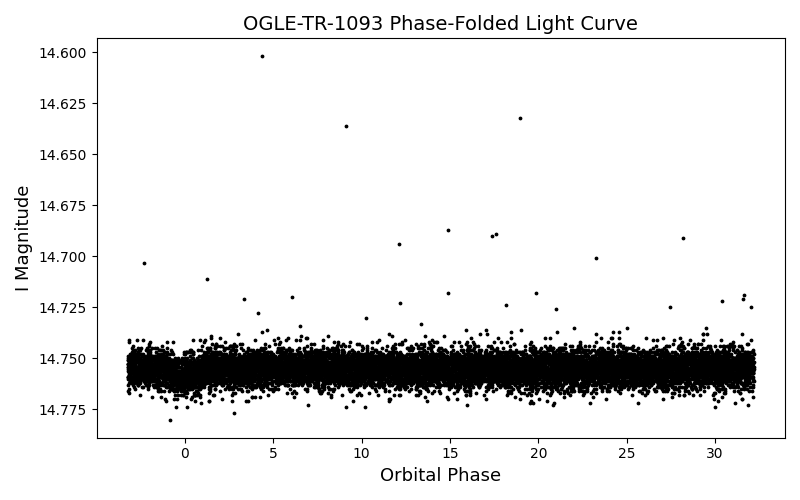 OGLE-TR-1093 Phase-Folded Light Curve
14.600
14.625
14.650
14.675
14.700
14.725
14.750
14.775
I Magnitude
0 5 10 15 20 25 30
Orbital Phase